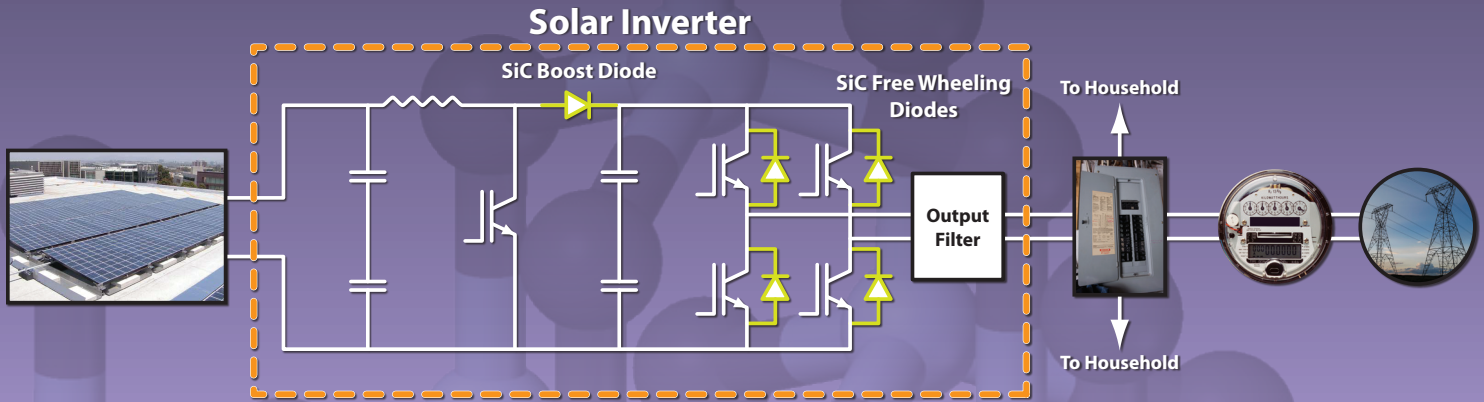 Solar Inverter
SiC Boost Diode
SiC Free Wheeling
Diodes
To Household
Output
Filter
To Household